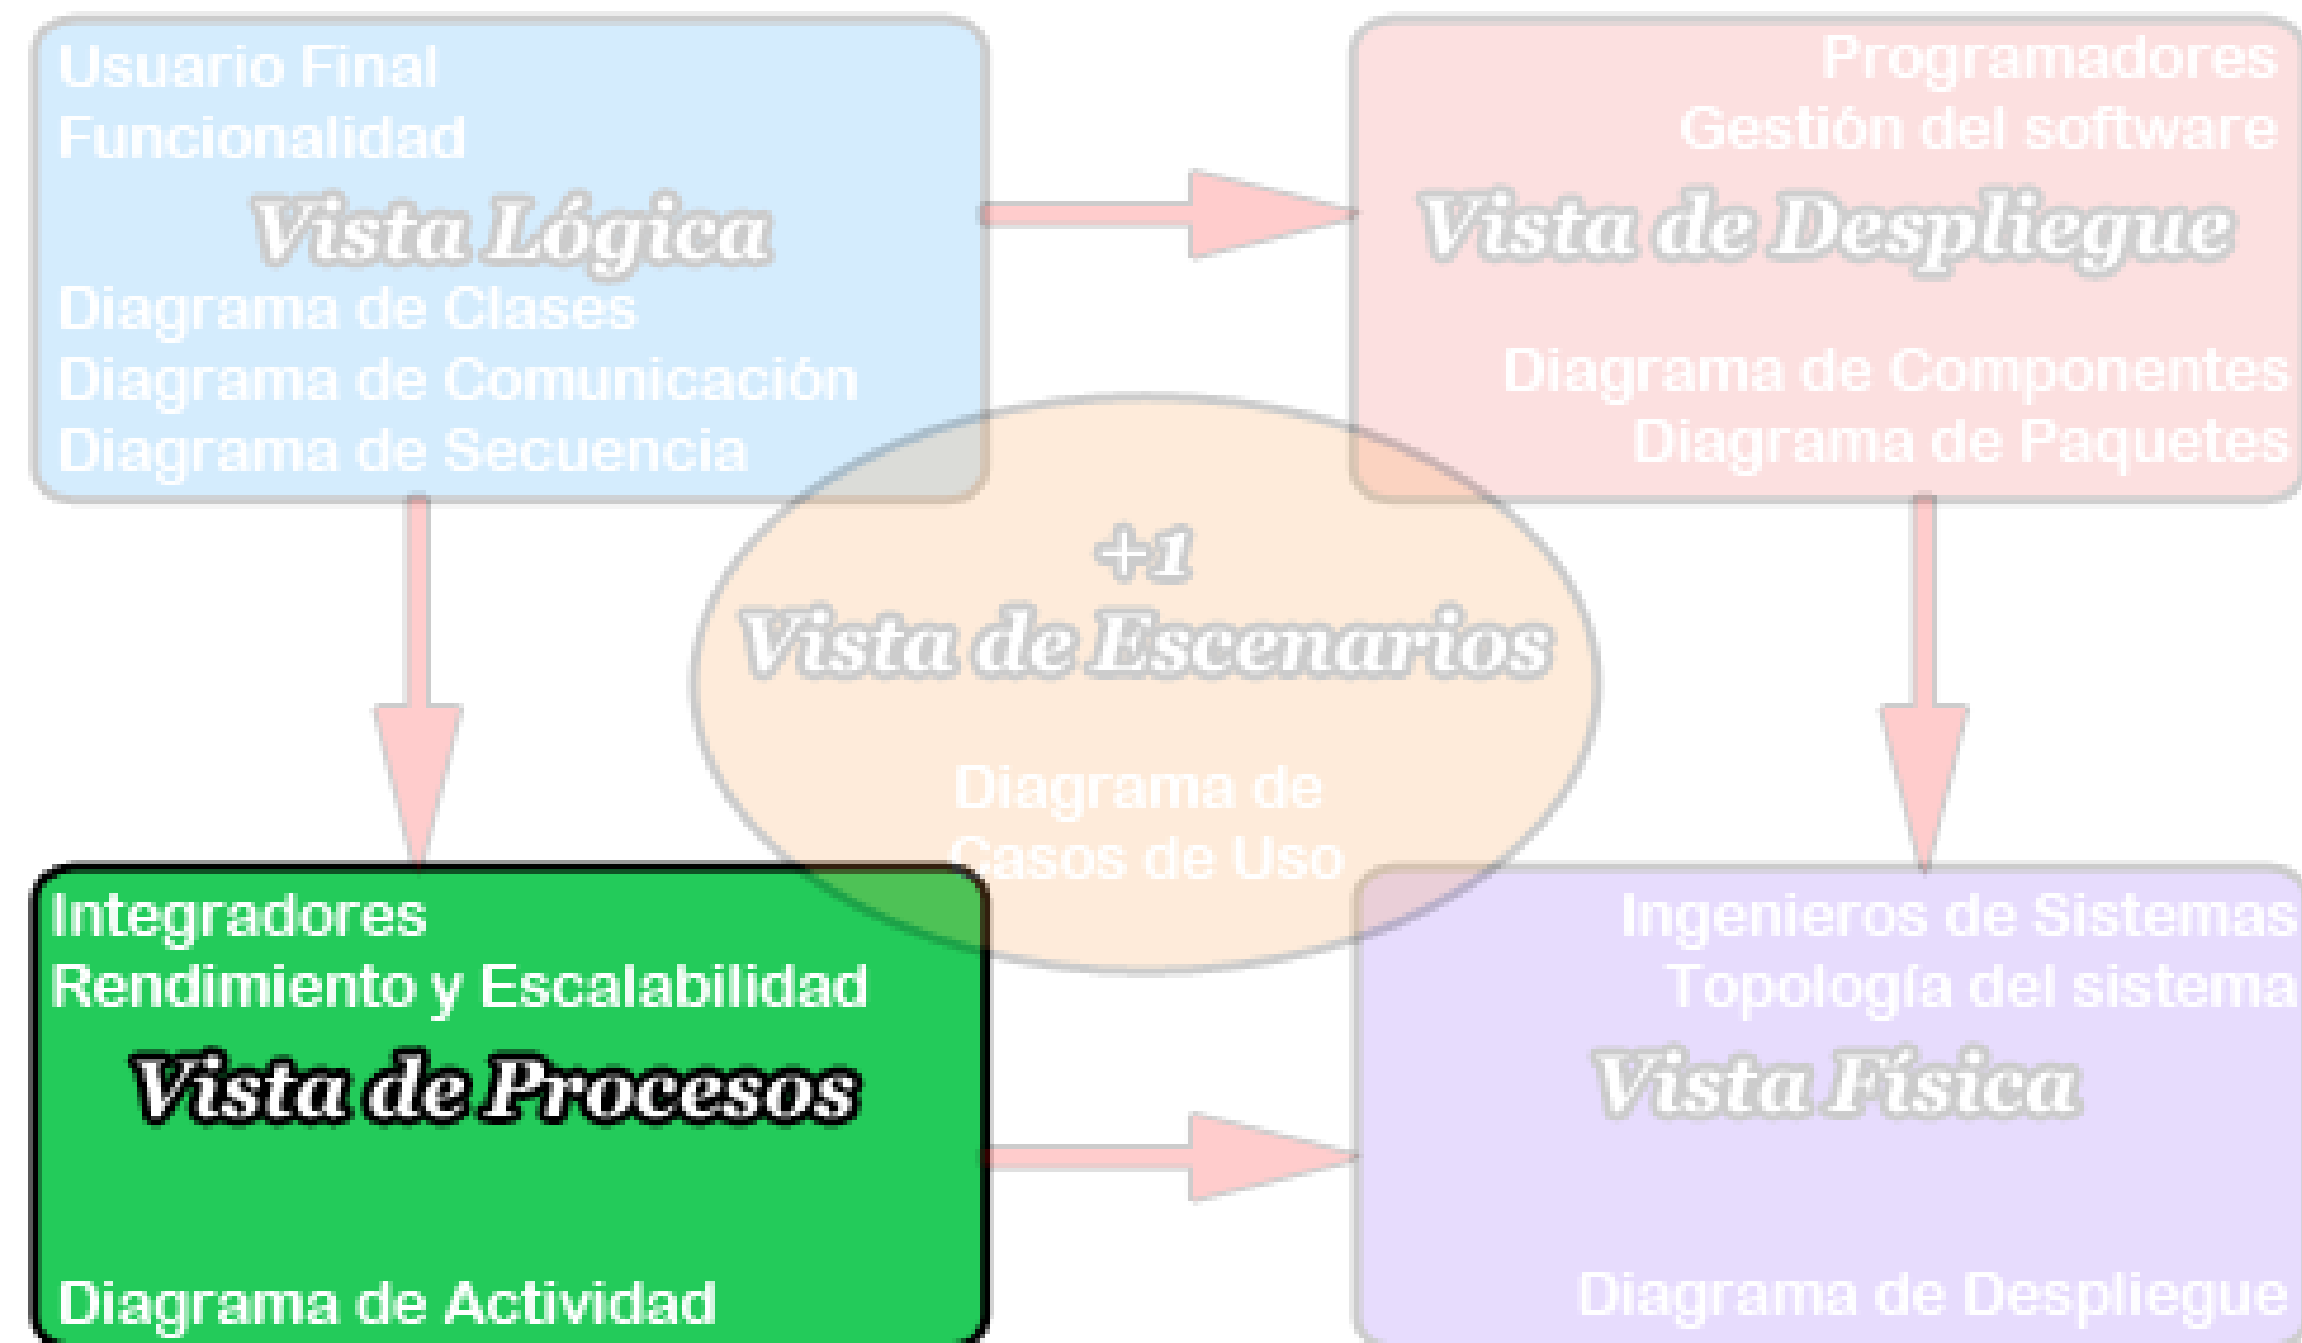 Usuario Final
Funcionalidad
Vista Lógica
Diagrama de Clases
Diagrama de Comunicación
Diagrama de Secuencia
Programadores
Gestión del software
Vista de Despliegue
Diagrama de Componentes
Diagrama de Paquetes
+1
Vista de Escenarios
Diagrama de
Casos de Uso
Integradores
Rendimiento y Escalabilidad
Vista de Procesos
Diagrama de Actividad
Ingenieros de Sistemas
Topología del sistema
Vista Física
Diagrama de Despliegue